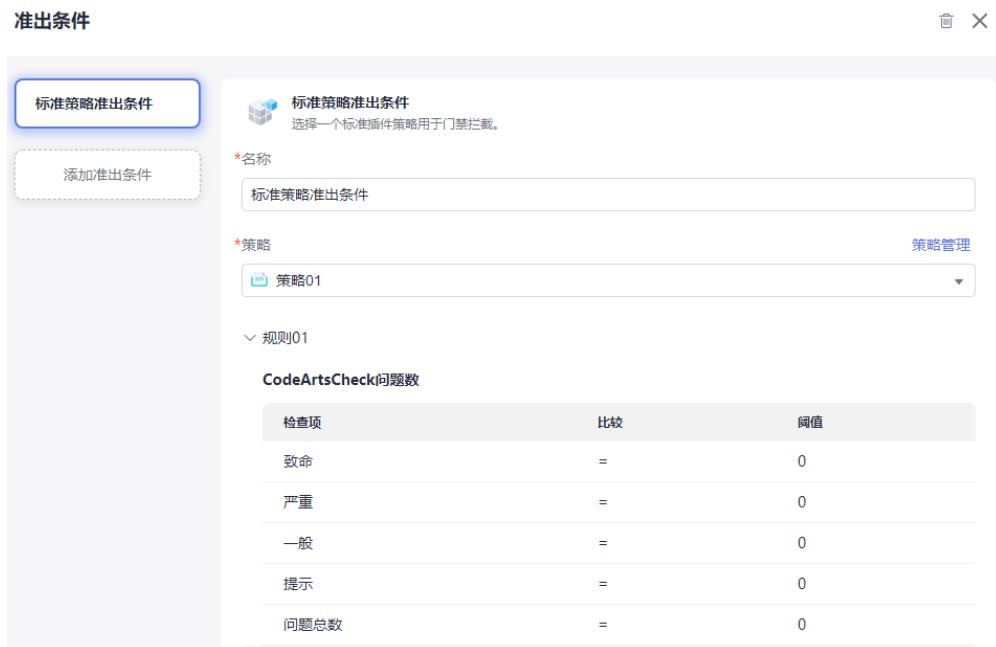 准出条件
标准策略准出条件
添加准出条件
标准策略准出条件
选择一个标准插件策略用于门禁拦截。
*名称
标准策略准出条件
*策略 策略管理
策略01
规则01
CodeArtsCheck问题数
检查项 比较 阈值
致命 = 0
严重 = 0
一般 = 0
提示 = 0
问题总数 = 0